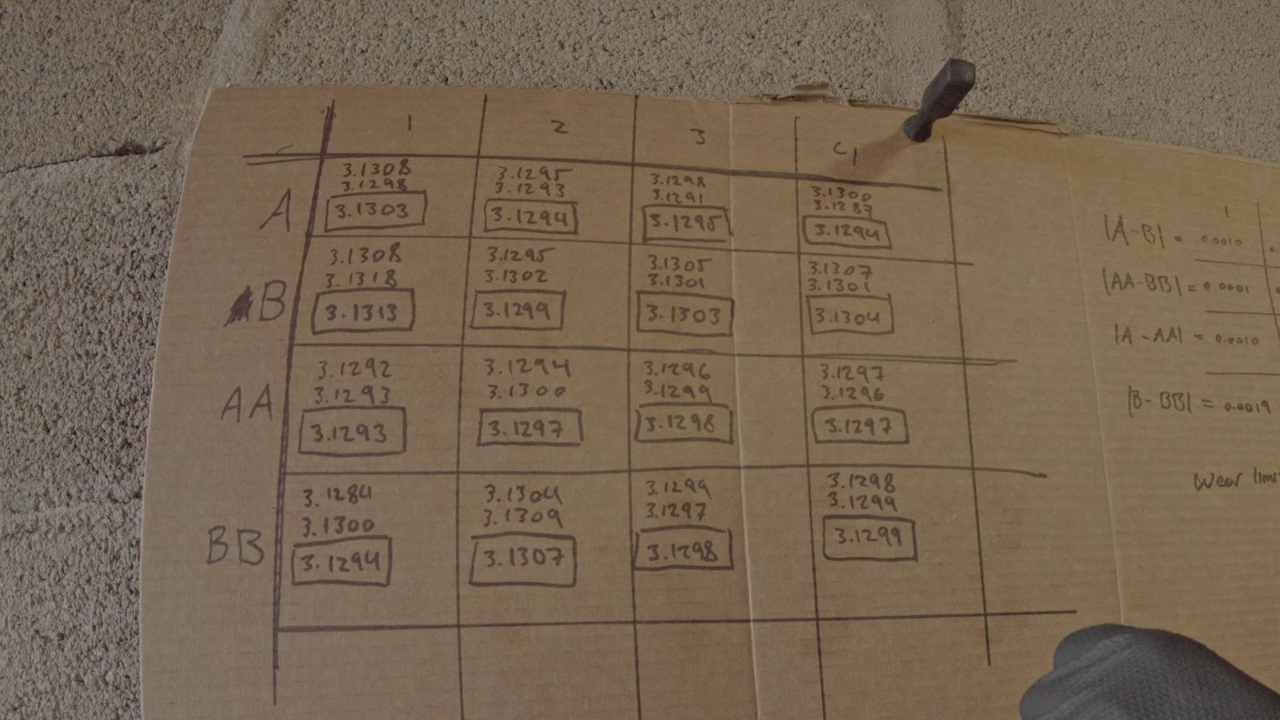 1 2 3 4
A
3.1308 3.1295 3.1298 3.1300
3.1298 3.1293 3.1291 3.1287
3.1303 3.1294 3.1295 3.1294
B
3.1308 3.1295 3.1305 3.1307
3.1318 3.1302 3.1301 3.1301
3.1313 3.1299 3.1303 3.1304
AA
3.1292 3.1294 3.1296 3.1297
3.1293 3.1300 3.1299 3.1296
3.1293 3.1297 3.1298 3.1297
BB
3.1284 3.1304 3.1299 3.1298
3.1300 3.1309 3.1297 3.1299
3.1294 3.1307 3.1298 3.1299
1
|A-B| = 0.0010
|AA-BB| = 0.0001
|A-AA| = 0.0010
|B-BB| = 0.0019
wear